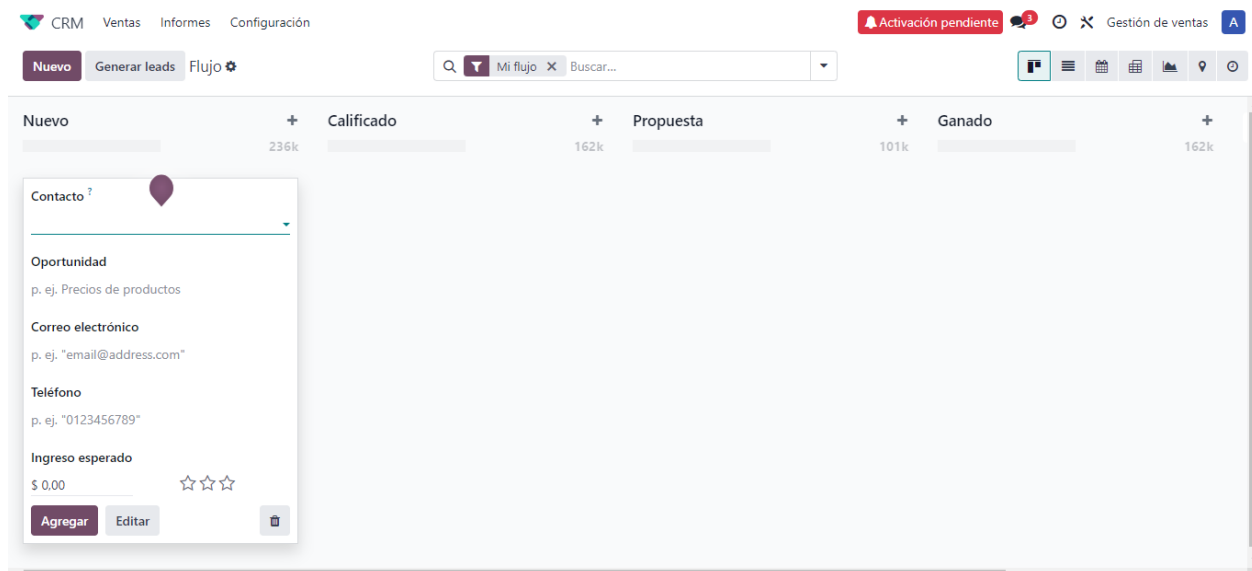 CRM Ventas Informes Configuración Activación pendiente 3 Gestión de ventas A
Nuevo Generar leads Flujo Mi flujo Buscar...
Nuevo + Calificado + Propuesta + Ganado +
236k 162k 101k 162k
Contacto ?
Oportunidad
p. ej. Precios de productos
Correo electrónico
p. ej. "email@address.com"
Teléfono
p. ej. "0123456789"
Ingreso esperado
$ 0,00
Agregar Editar